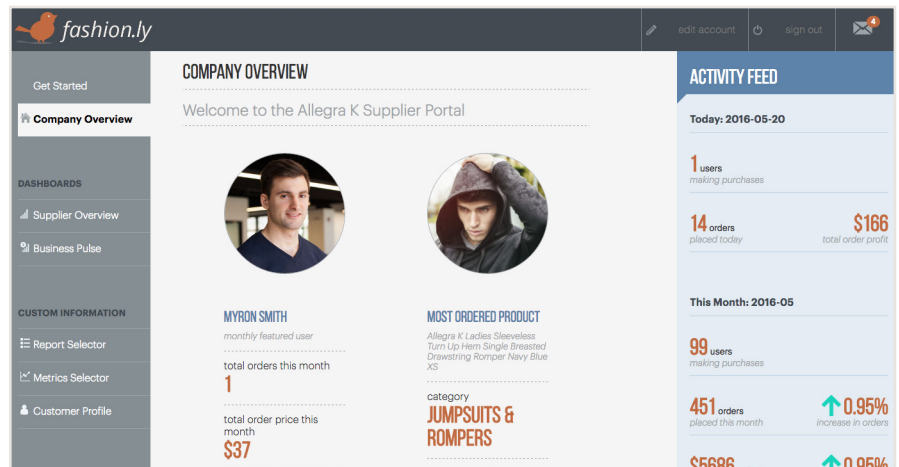 fashion.ly
edit account
sign out
4
Get Started
Company Overview
DASHBOARDS
Supplier Overview
Business Pulse
CUSTOM INFORMATION
Report Selector
Metrics Selector
Customer Profile
COMPANY OVERVIEW
Welcome to the Allegra K Supplier Portal
MYRON SMITH
monthly featured user
total orders this month
1
total order price this
month
$37
MOST ORDERED PRODUCT
Allegra K Ladies Sleeveless
Turn Up Hem Single Breasted
Drawstring Romper Navy Blue
XS
category
JUMPSUITS &
ROMPERS
ACTIVITY FEED
Today: 2016-05-20
1 users
making purchases
14 orders
placed today
$166
total order profit
This Month: 2016-05
99 users
making purchases
451 orders
placed this month
0.95%
increase in orders
$5686
0.95%